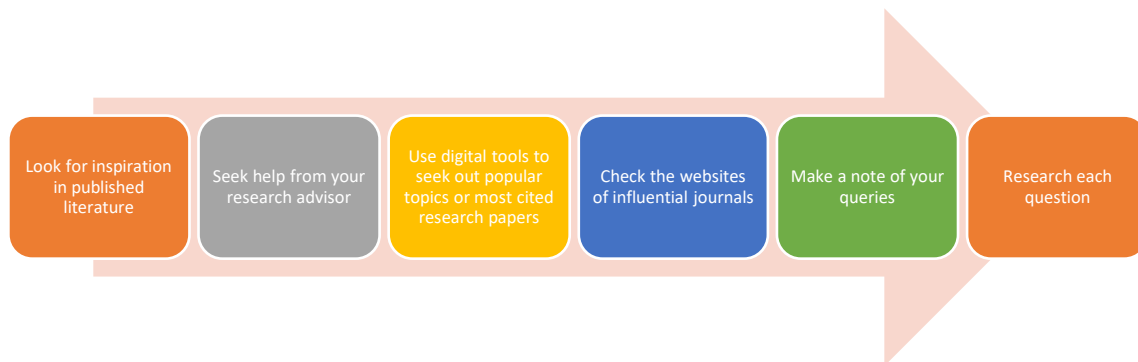 Look for inspiration
in published
literature
Seek help from your
research advisor
Use digital tools to
seek out popular
topics or most cited
research papers
Check the websites
of influential journals
Make a note of your
queries
Research each
question